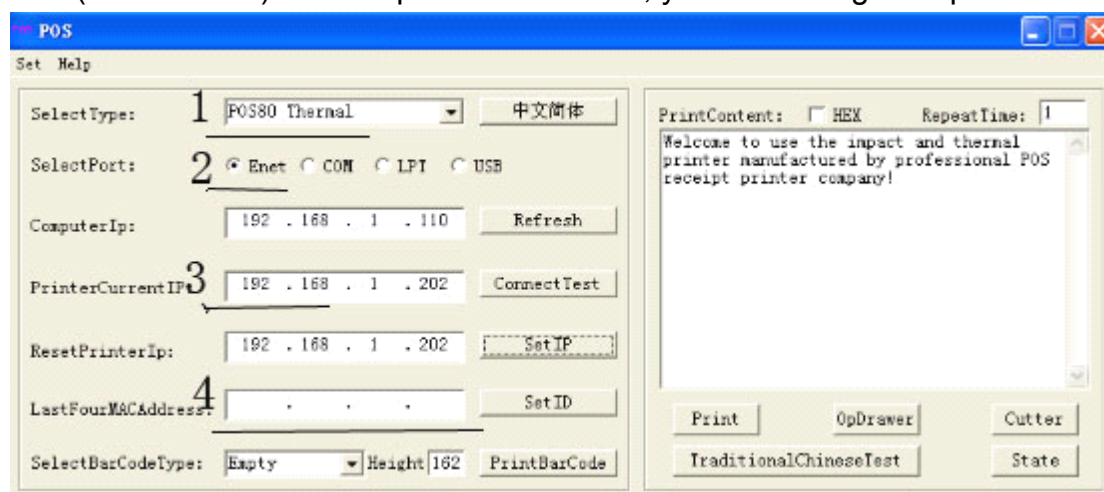 POS
Set Help
SelectType: 1 POS80 Thermal 中文简体
SelectPort: 2 Enet COM LPT USB
ComputerIp: 192 . 168 . 1 . 110 Refresh
PrinterCurrentIP: 3 192 . 168 . 1 . 202 ConnectTest
ResetPrinterIp: 192 . 168 . 1 . 202 SetIP
LastFourMACAddress: 4 . . . SetID
SelectBarCodeType: Empty Height 162 PrintBarCode
PrintContent: HEX RepeatTime: 1
Welcome to use the impact and thermal
printer manufactured by professional POS
receipt printer company!
Print OpDrawer Cutter
TraditionalChineseTest State